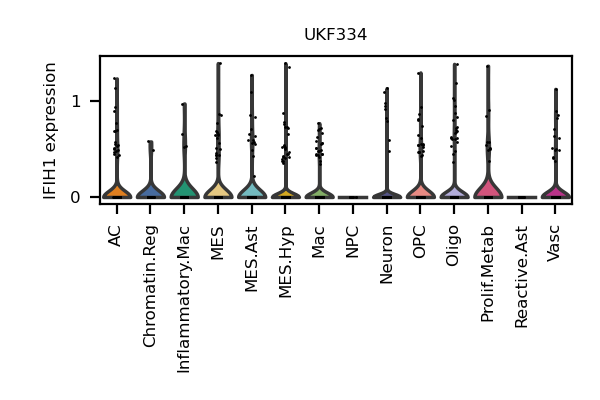 UKF334
IFIH1 expression
1
0
AC
Chromatin.Reg
Inflammatory.Mac
MES
MES.Ast
MES.Hyp
Mac
NPC
Neuron
OPC
Oligo
Prolif.Metab
Reactive.Ast
Vasc